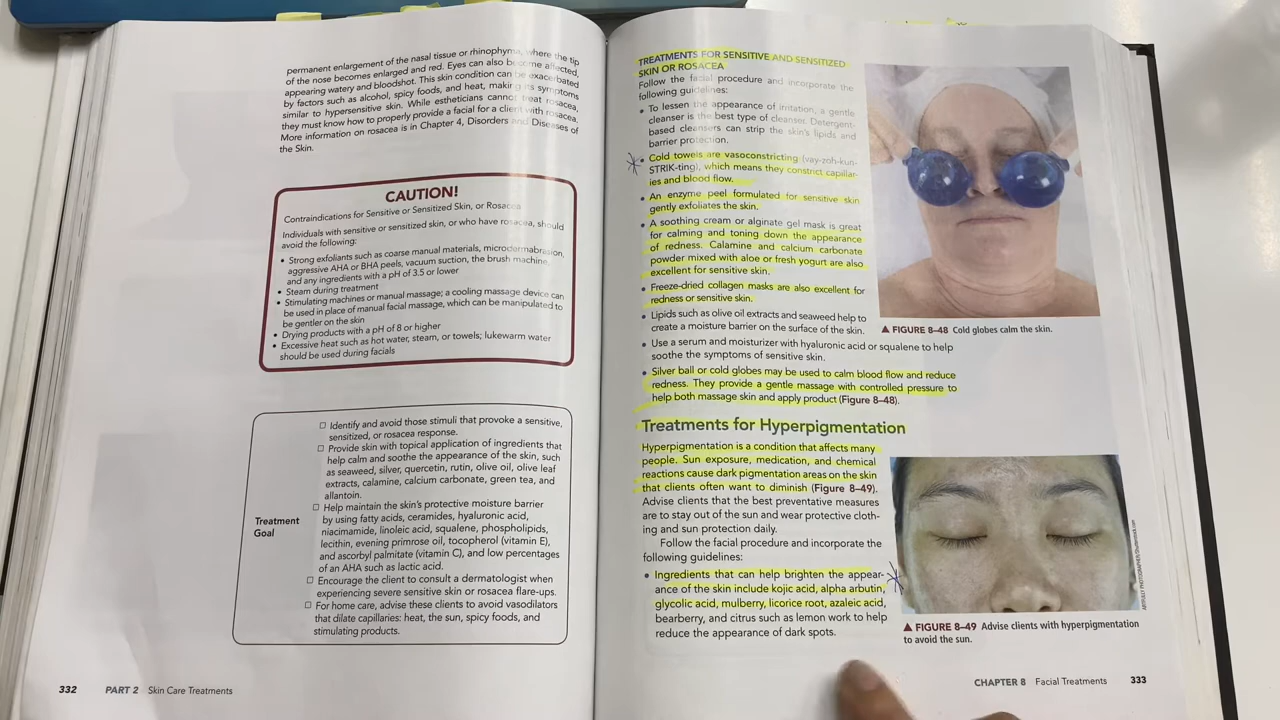 permanent enlargement of the nasal tissue or rhinophyma, where the tip
of the nose becomes enlarged and red. Eyes can also become affected,
appearing watery and bloodshot. This skin condition can be exacerbated
by factors such as alcohol, spicy foods, and heat, making its symptoms
similar to hypersensitive skin. While estheticians cannot treat rosacea,
they must know how to properly provide a facial for a client with rosacea.
More information on rosacea is in Chapter 4, Disorders and Diseases of
the Skin.
CAUTION!
Contraindications for Sensitive or Sensitized Skin, or Rosacea
Individuals with sensitive or sensitized skin, or who have rosacea, should
avoid the following:
• Strong exfoliants such as coarse manual materials, microdermabrasion,
aggressive AHA or BHA peels, vacuum suction, the brush machine,
and any ingredients with a pH of 3.5 or lower
• Steam during treatment
• Stimulating machines or manual massage; a cooling massage device can
be used in place of manual facial massage, which can be manipulated to
be gentler on the skin
• Drying products with a pH of 8 or higher
• Excessive heat such as hot water, steam, or towels; lukewarm water
should be used during facials
Treatment
Goal
☐ Identify and avoid those stimuli that provoke a sensitive,
sensitized, or rosacea response.
☐ Provide skin with topical application of ingredients that
help calm and soothe the appearance of the skin, such
as seaweed, silver, quercetin, rutin, olive oil, olive leaf
extracts, calamine, calcium carbonate, green tea, and
allantoin.
☐ Help maintain the skin's protective moisture barrier
by using fatty acids, ceramides, hyaluronic acid,
niacinamide, linoleic acid, squalene, phospholipids,
lecithin, evening primrose oil, tocopherol (vitamin E),
and ascorbyl palmitate (vitamin C), and low percentages
of an AHA such as lactic acid.
☐ Encourage the client to consult a dermatologist when
experiencing severe sensitive skin or rosacea flare-ups.
☐ For home care, advise these clients to avoid vasodilators
that dilate capillaries: heat, the sun, spicy foods, and
stimulating products.
332 PART 2 Skin Care Treatments
TREATMENTS FOR SENSITIVE AND SENSITIZED
SKIN OR ROSACEA
Follow the facial procedure and incorporate the
following guidelines:
• To lessen the appearance of irritation, a gentle
cleanser is the best type of cleanser. Detergent-
based cleansers can strip the skin's lipids and
barrier protection.
• Cold towels are vasoconstricting (vay-zoh-kun-
STRIK-ting), which means they constrict capillar-
ies and blood flow.
• An enzyme peel formulated for sensitive skin
gently exfoliates the skin.
• A soothing cream or alginate gel mask is great
for calming and toning down the appearance
of redness. Calamine and calcium carbonate
powder mixed with aloe or fresh yogurt are also
excellent for sensitive skin.
• Freeze-dried collagen masks are also excellent for
redness or sensitive skin.
• Lipids such as olive oil extracts and seaweed help to
create a moisture barrier on the surface of the skin.
• Use a serum and moisturizer with hyaluronic acid or squalene to help
soothe the symptoms of sensitive skin.
• Silver ball or cold globes may be used to calm blood flow and reduce
redness. They provide a gentle massage with controlled pressure to
help both massage skin and apply product (Figure 8–48).
▲ FIGURE 8–48 Cold globes calm the skin.
Treatments for Hyperpigmentation
Hyperpigmentation is a condition that affects many
people. Sun exposure, medication, and chemical
reactions cause dark pigmentation areas on the skin
that clients often want to diminish (Figure 8–49).
Advise clients that the best preventative measures
are to stay out of the sun and wear protective cloth-
ing and sun protection daily.
Follow the facial procedure and incorporate the
following guidelines:
• Ingredients that can help brighten the appear-
ance of the skin include kojic acid, alpha arbutin,
glycolic acid, mulberry, licorice root, azaleic acid,
bearberry, and citrus such as lemon work to help
reduce the appearance of dark spots.
▲ FIGURE 8–49 Advise clients with hyperpigmentation
to avoid the sun.
CHAPTER 8 Facial Treatments 333